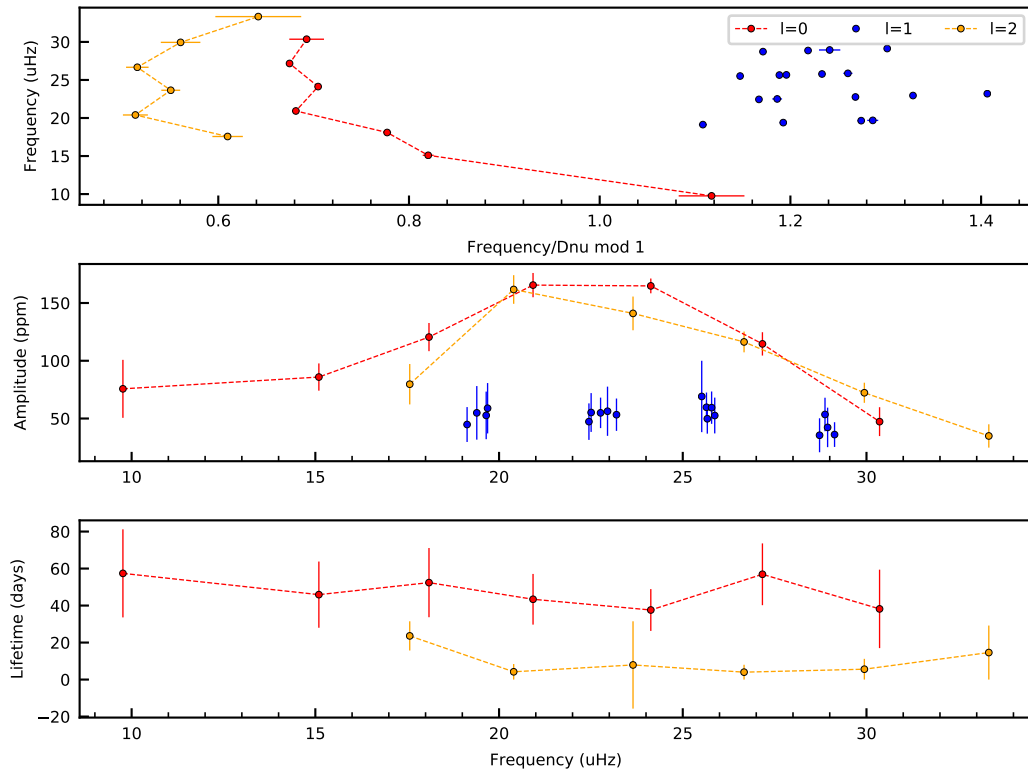 l=0 l=1 l=2
Frequency (uHz)
30
25
20
15
10
0.6 0.8 1.0 1.2 1.4
Frequency/Dnu mod 1
Amplitude (ppm)
150
100
50
10 15 20 25 30
Lifetime (days)
80
60
40
20
0
−20
10 15 20 25 30
Frequency (uHz)